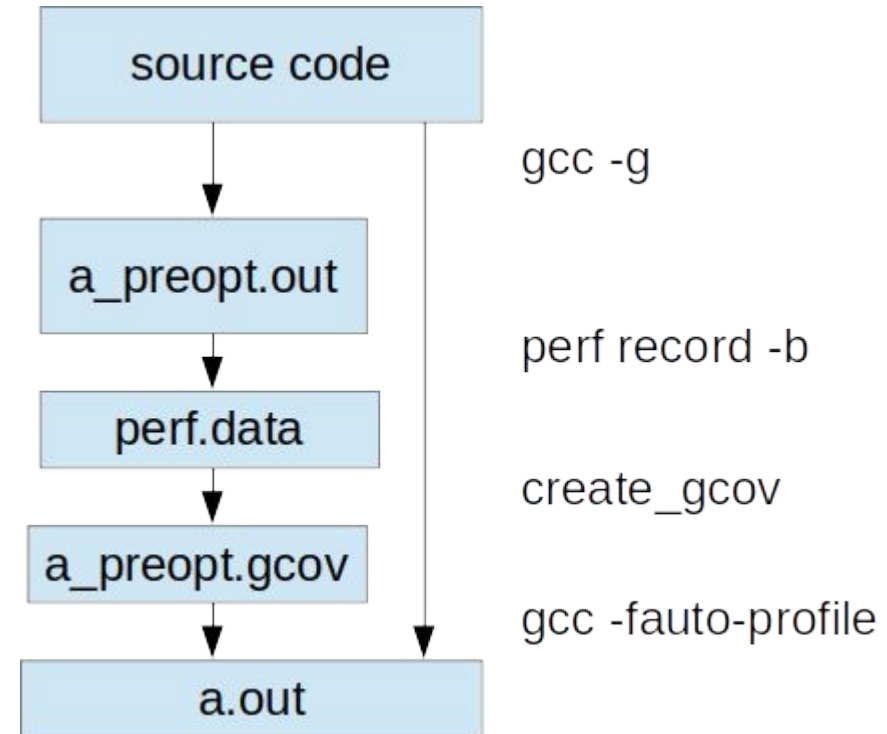 source code
gcc -g
a_preopt.out
perf record -b
perf.data
create_gcov
a_preopt.gcov
gcc -fauto-profile
a.out